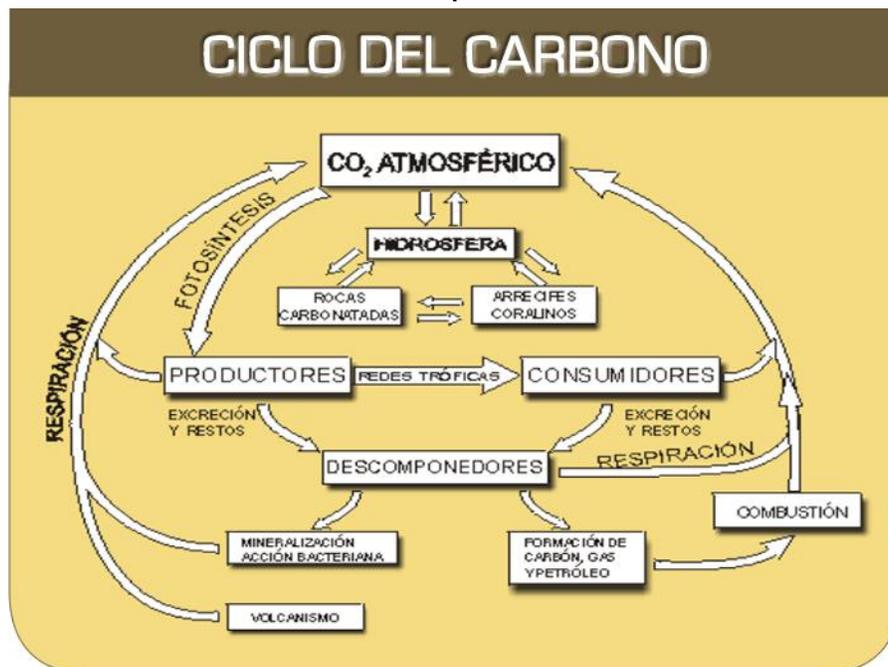 CICLO DEL CARBONO
CO₂ ATMOSFÉRICO
FOTOSÍNTESIS
HIDROSFERA
ROCAS
CARBONATADAS
ARRECIFES
CORALINOS
RESPIRACIÓN
PRODUCTORES
REDES TRÓFICAS
CONSUMIDORES
EXCRECIÓN
Y RESTOS
EXCRECIÓN
Y RESTOS
DESCOMPONEDORES
RESPIRACIÓN
COMBUSTIÓN
MINERALIZACIÓN
ACCIÓN BACTERIANA
FORMACIÓN DE
CARBÓN, GAS
YPETRÓLEO
VOLCANISMO